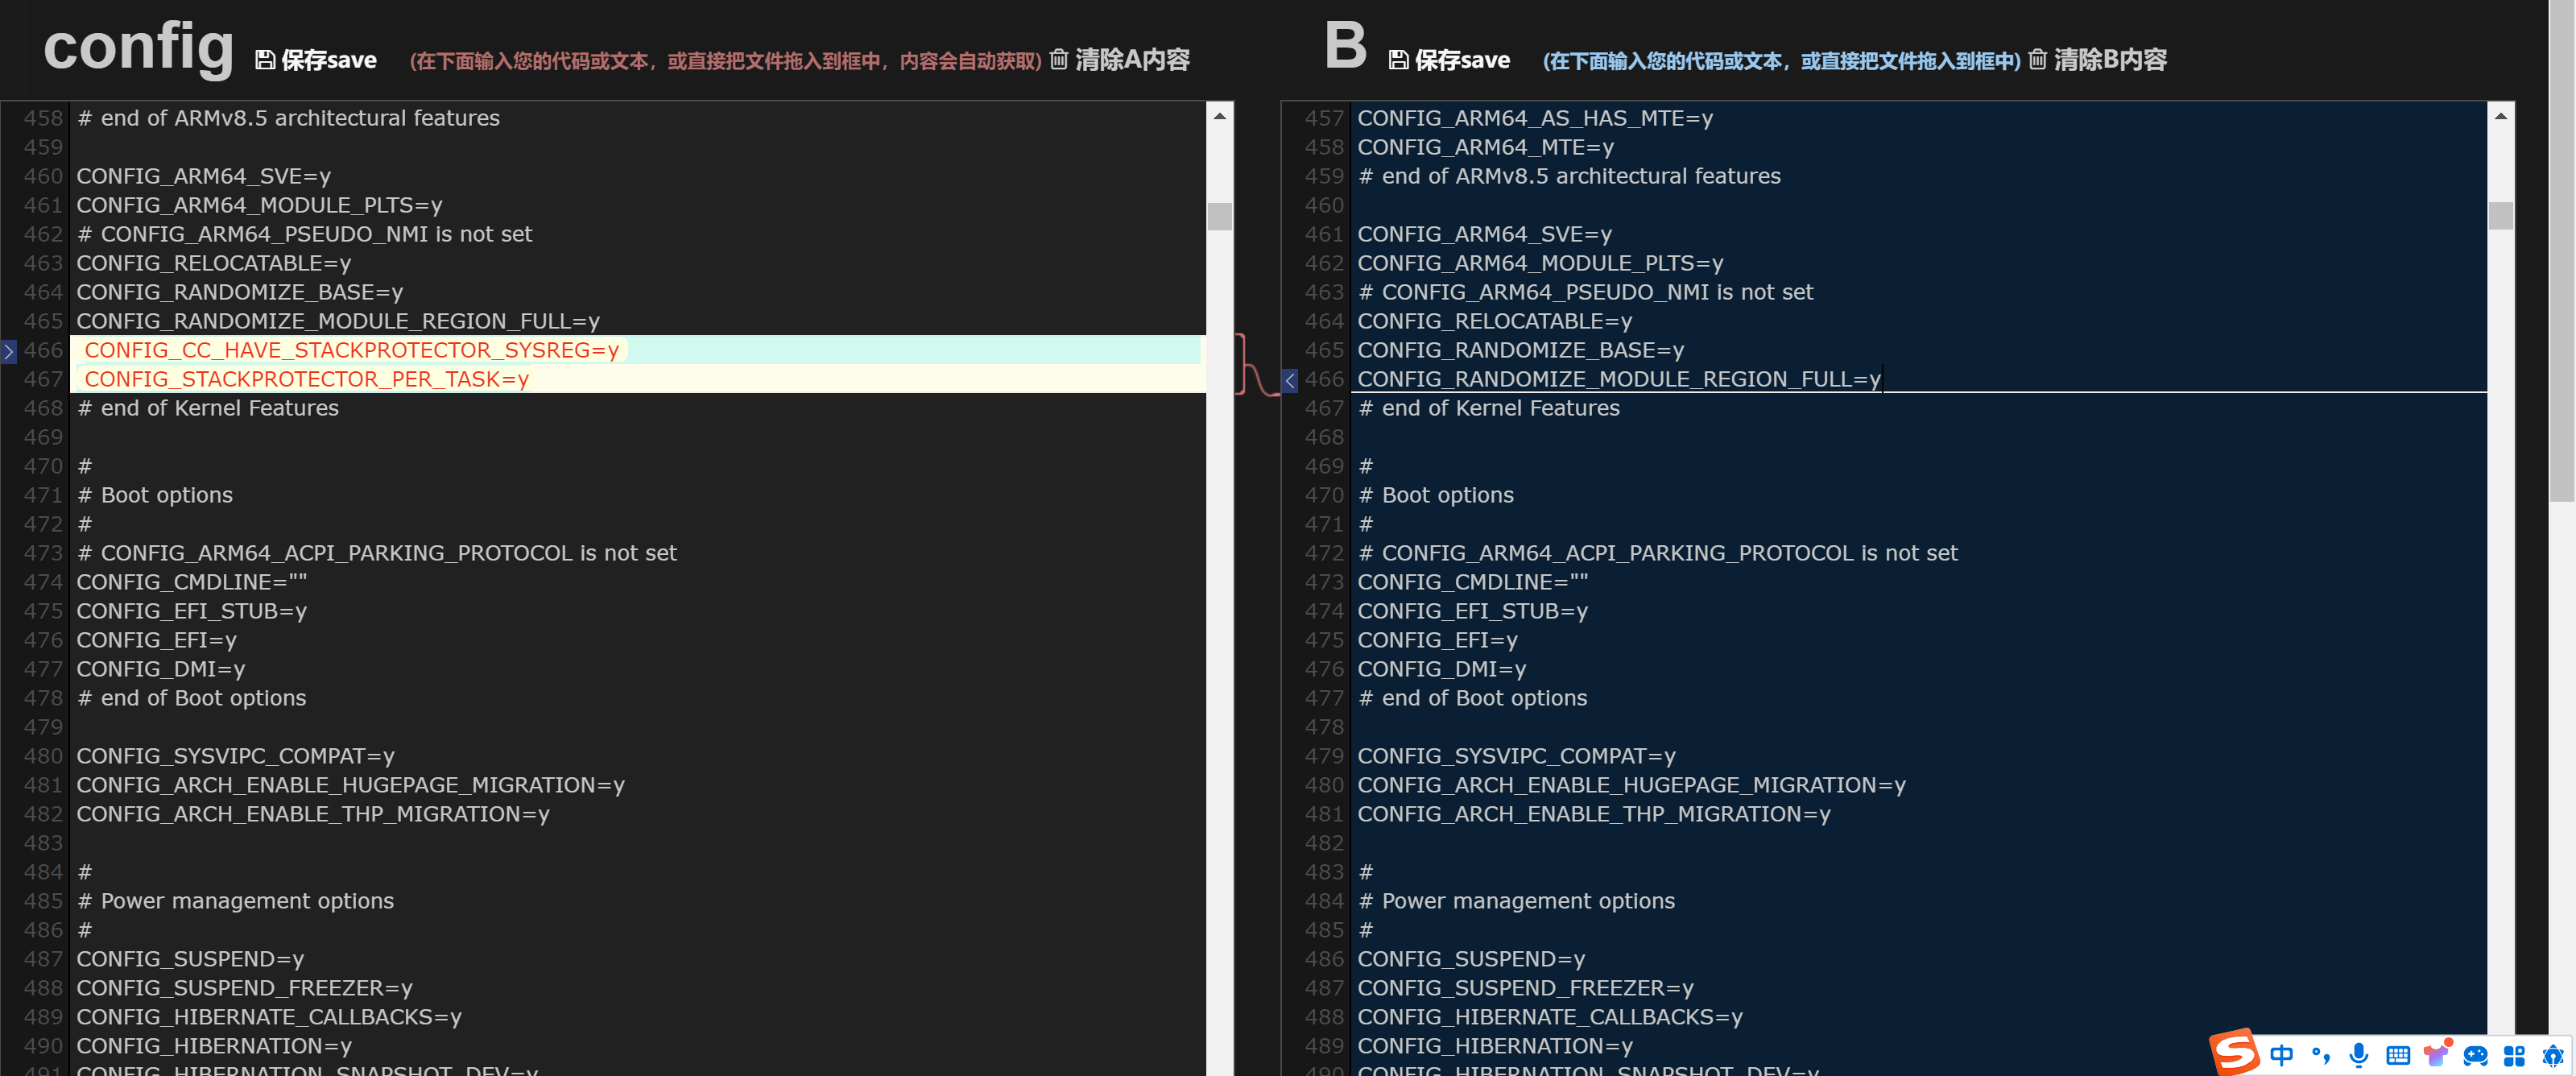 config 保存save (在下面输入您的代码或文本，或直接把文件拖入到框中，内容会自动获取) 清除A内容
458 # end of ARMv8.5 architectural features
459
460 CONFIG_ARM64_SVE=y
461 CONFIG_ARM64_MODULE_PLTS=y
462 # CONFIG_ARM64_PSEUDO_NMI is not set
463 CONFIG_RELOCATABLE=y
464 CONFIG_RANDOMIZE_BASE=y
465 CONFIG_RANDOMIZE_MODULE_REGION_FULL=y
466 CONFIG_CC_HAVE_STACKPROTECTOR_SYSREG=y
467 CONFIG_STACKPROTECTOR_PER_TASK=y
468 # end of Kernel Features
469
470 #
471 # Boot options
472 #
473 # CONFIG_ARM64_ACPI_PARKING_PROTOCOL is not set
474 CONFIG_CMDLINE=""
475 CONFIG_EFI_STUB=y
476 CONFIG_EFI=y
477 CONFIG_DMI=y
478 # end of Boot options
479
480 CONFIG_SYSVIPC_COMPAT=y
481 CONFIG_ARCH_ENABLE_HUGEPAGE_MIGRATION=y
482 CONFIG_ARCH_ENABLE_THP_MIGRATION=y
483
484 #
485 # Power management options
486 #
487 CONFIG_SUSPEND=y
488 CONFIG_SUSPEND_FREEZER=y
489 CONFIG_HIBERNATE_CALLBACKS=y
490 CONFIG_HIBERNATION=y
491 CONFIG_HIBERNATION_SNAPSHOT_DEV=y
B 保存save (在下面输入您的代码或文本，或直接把文件拖入到框中) 清除B内容
457 CONFIG_ARM64_AS_HAS_MTE=y
458 CONFIG_ARM64_MTE=y
459 # end of ARMv8.5 architectural features
460
461 CONFIG_ARM64_SVE=y
462 CONFIG_ARM64_MODULE_PLTS=y
463 # CONFIG_ARM64_PSEUDO_NMI is not set
464 CONFIG_RELOCATABLE=y
465 CONFIG_RANDOMIZE_BASE=y
466 CONFIG_RANDOMIZE_MODULE_REGION_FULL=y
467 # end of Kernel Features
468
469 #
470 # Boot options
471 #
472 # CONFIG_ARM64_ACPI_PARKING_PROTOCOL is not set
473 CONFIG_CMDLINE=""
474 CONFIG_EFI_STUB=y
475 CONFIG_EFI=y
476 CONFIG_DMI=y
477 # end of Boot options
478
479 CONFIG_SYSVIPC_COMPAT=y
480 CONFIG_ARCH_ENABLE_HUGEPAGE_MIGRATION=y
481 CONFIG_ARCH_ENABLE_THP_MIGRATION=y
482
483 #
484 # Power management options
485 #
486 CONFIG_SUSPEND=y
487 CONFIG_SUSPEND_FREEZER=y
488 CONFIG_HIBERNATE_CALLBACKS=y
489 CONFIG_HIBERNATION=y
490 CONFIG_HIBERNATION_SNAPSHOT_DEV=y
中